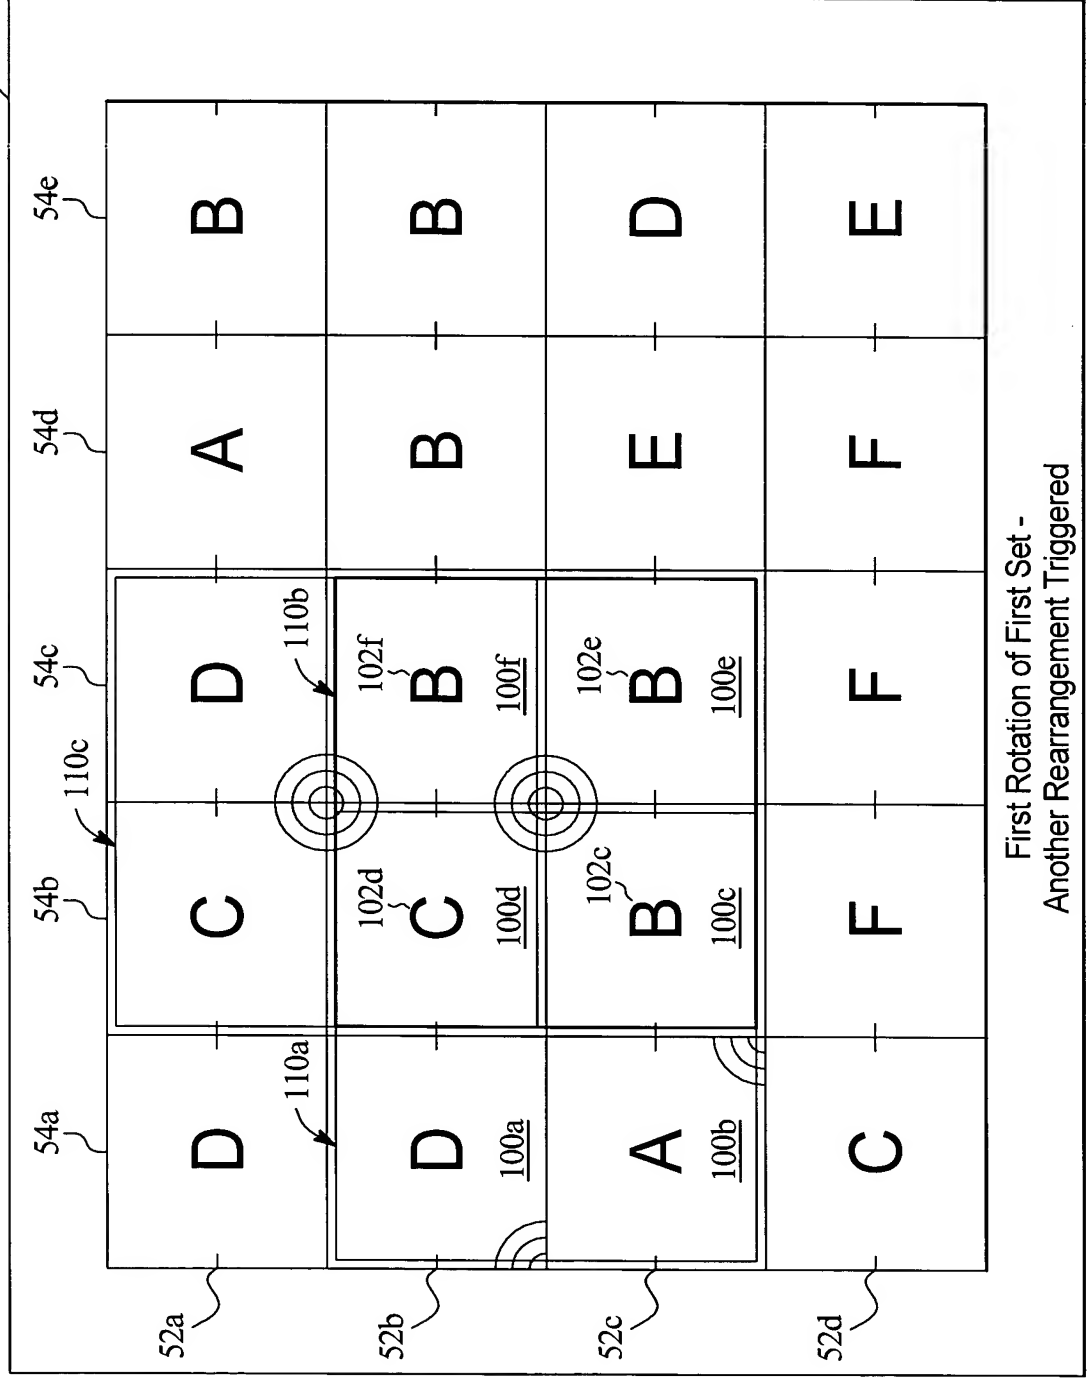 54a 54b 54c 54d 54e
110c
52a D C D A B
110a 110b
102d 102f
52b D C B B B
100a 100d 100f
102c 102e
52c A B B E D
100b 100c 100e
52d C F F F E
First Rotation of First Set -
Another Rearrangement Triggered